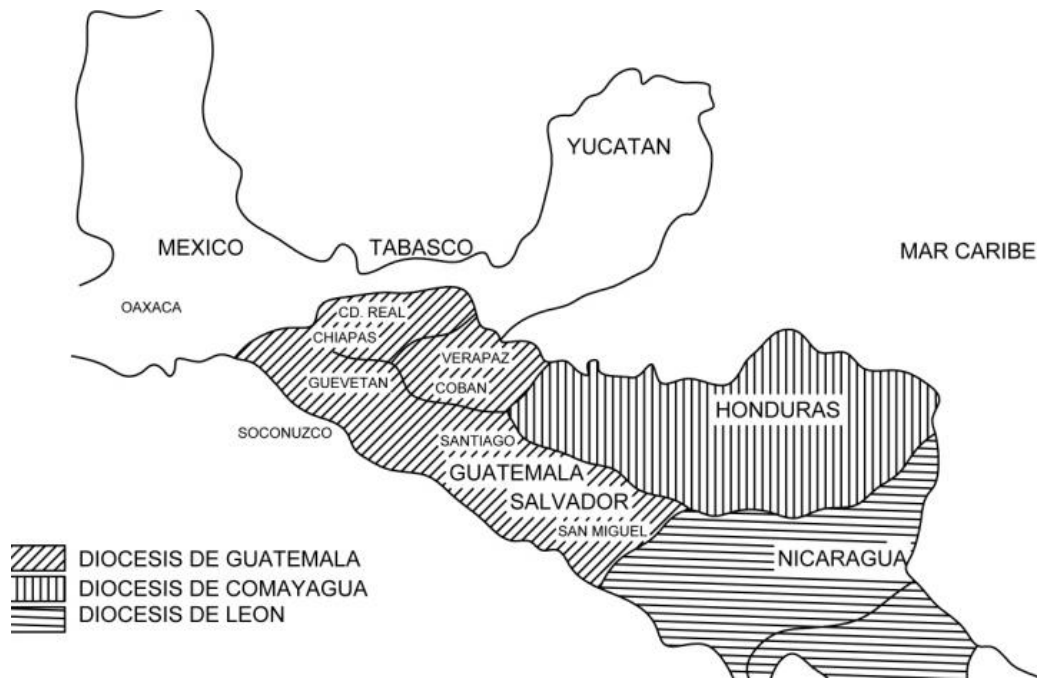 YUCATAN
MEXICO
TABASCO
MAR CARIBE
OAXACA
CD. REAL
CHIAPAS
VERAPAZ
GUEVETAN
COBAN
HONDURAS
SOCONUZCO
SANTIAGO
GUATEMALA
SALVADOR
SAN MIGUEL
NICARAGUA
DIOCESIS DE GUATEMALA
DIOCESIS DE COMAYAGUA
DIOCESIS DE LEON